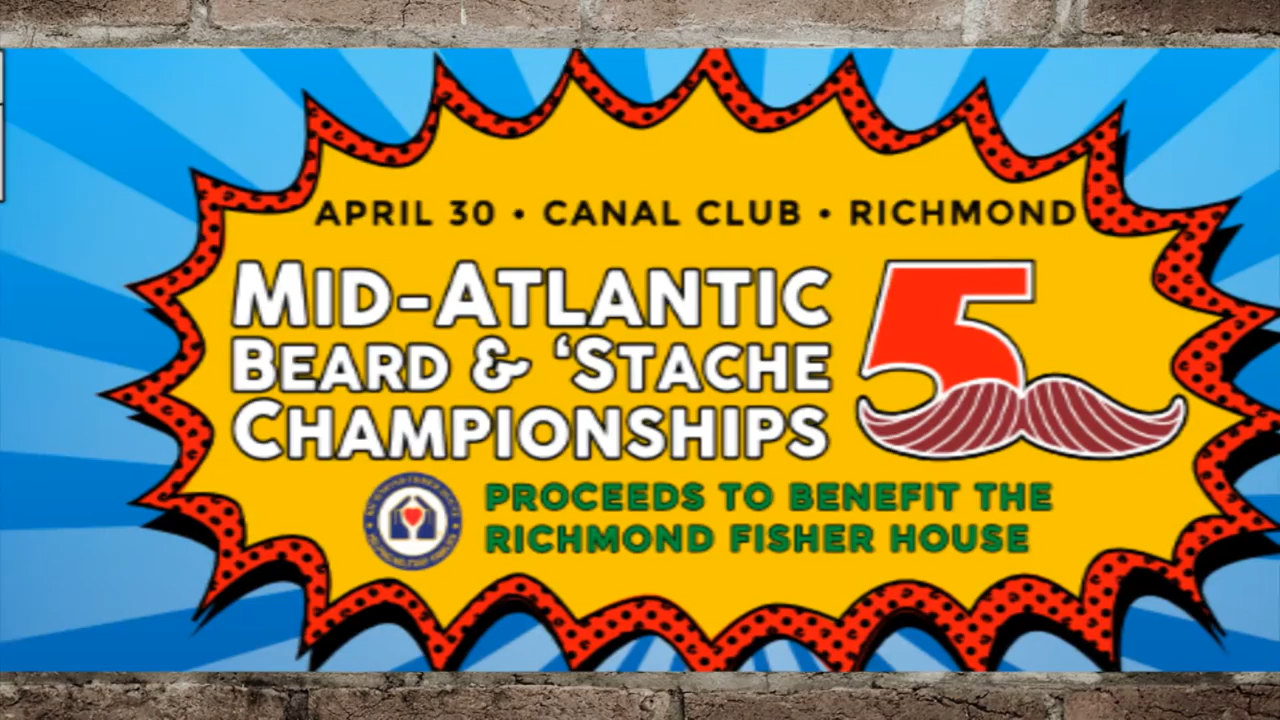 APRIL 30 • CANAL CLUB • RICHMOND
MID-ATLANTIC
BEARD & ‘STACHE
CHAMPIONSHIPS
5
PROCEEDS TO BENEFIT THE
RICHMOND FISHER HOUSE